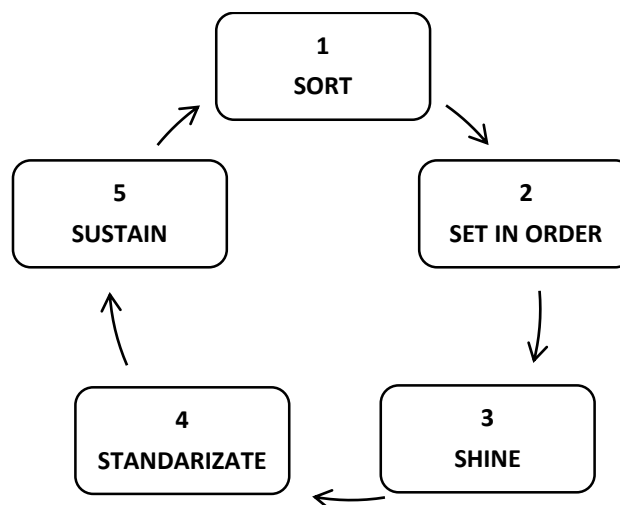 1
SORT
2
SET IN ORDER
3
SHINE
4
STANDARIZATE
5
SUSTAIN